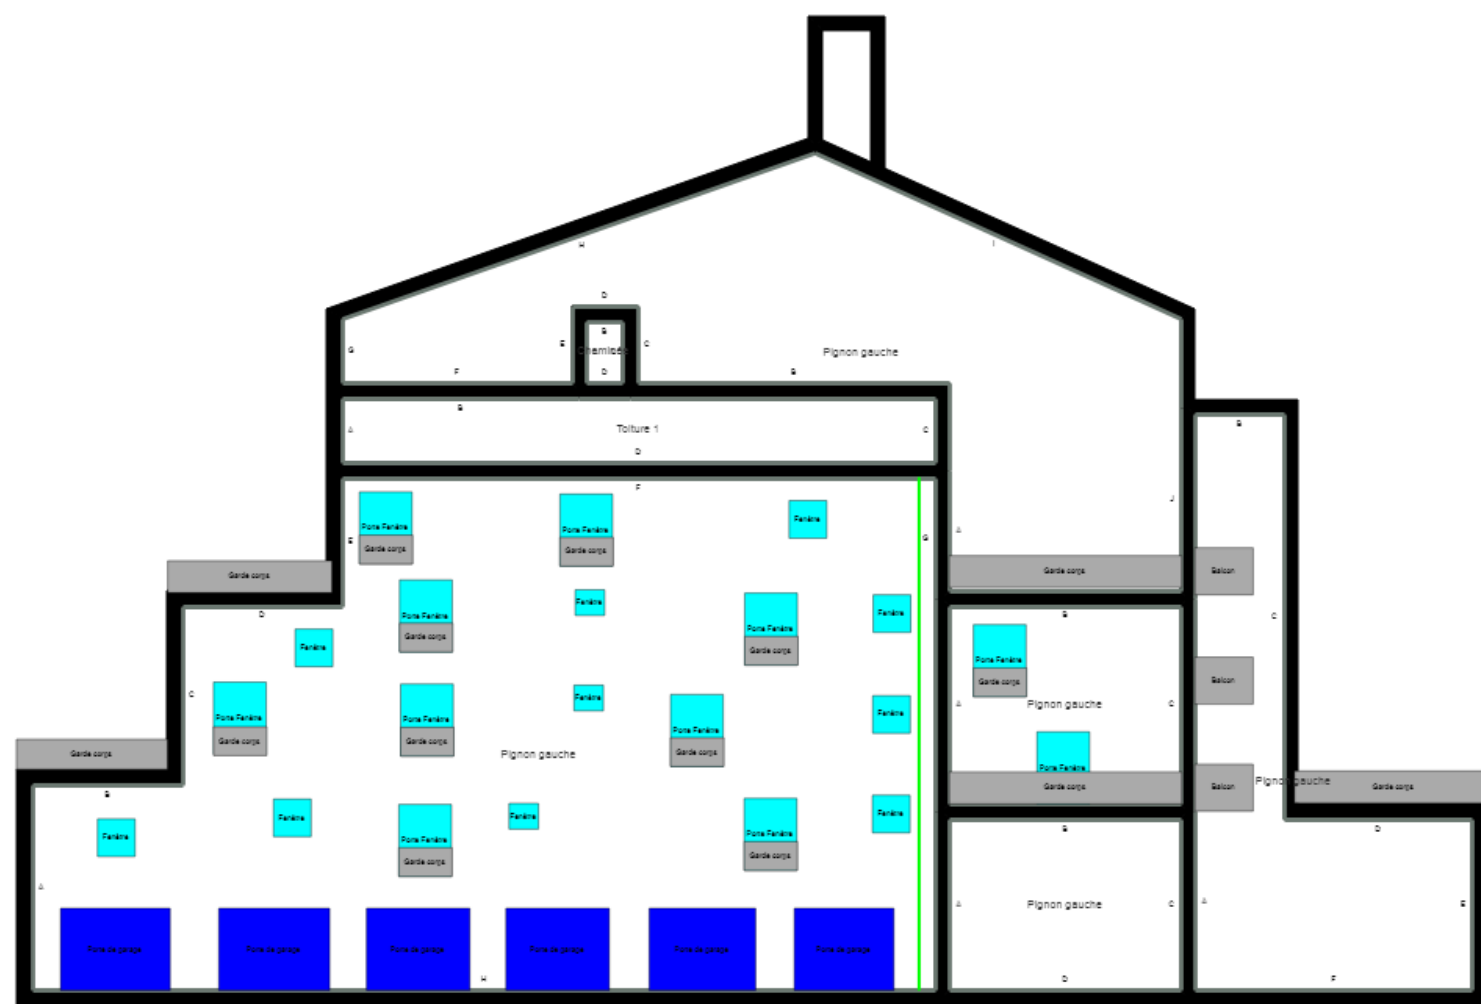 H
I
D
B
E
Chaminée
C
Pignon gauche
G
F
D
B
B
B
A
Toiture 1
C
D
F
J
Porte Fenêtre
Porte Fenêtre
Fenêtre
A
E
Garde corps
Garde corps
G
Garde corps
Garde corps
Balcon
Fenêtre
Porte Fenêtre
Garde corps
D
Porte Fenêtre
Fenêtre
B
C
Fenêtre
Garde corps
Garde corps
Porte Fenêtre
Garde corps
Balcon
C
Fenêtre
Porte Fenêtre
Garde corps
Porte Fenêtre
Garde corps
Porte Fenêtre
Garde corps
Fenêtre
A
Pignon gauche
C
Garde corps
Pignon gauche
Porte Fenêtre
Garde corps
Balcon
Pignon gauche
Garde corps
B
Fenêtre
Fenêtre
Fenêtre
Porte Fenêtre
Garde corps
Porte Fenêtre
Garde corps
Fenêtre
B
D
A
A
Pignon gauche
C
A
E
Porte de garage
Porte de garage
Porte de garage
Porte de garage
Porte de garage
Porte de garage
H
D
F